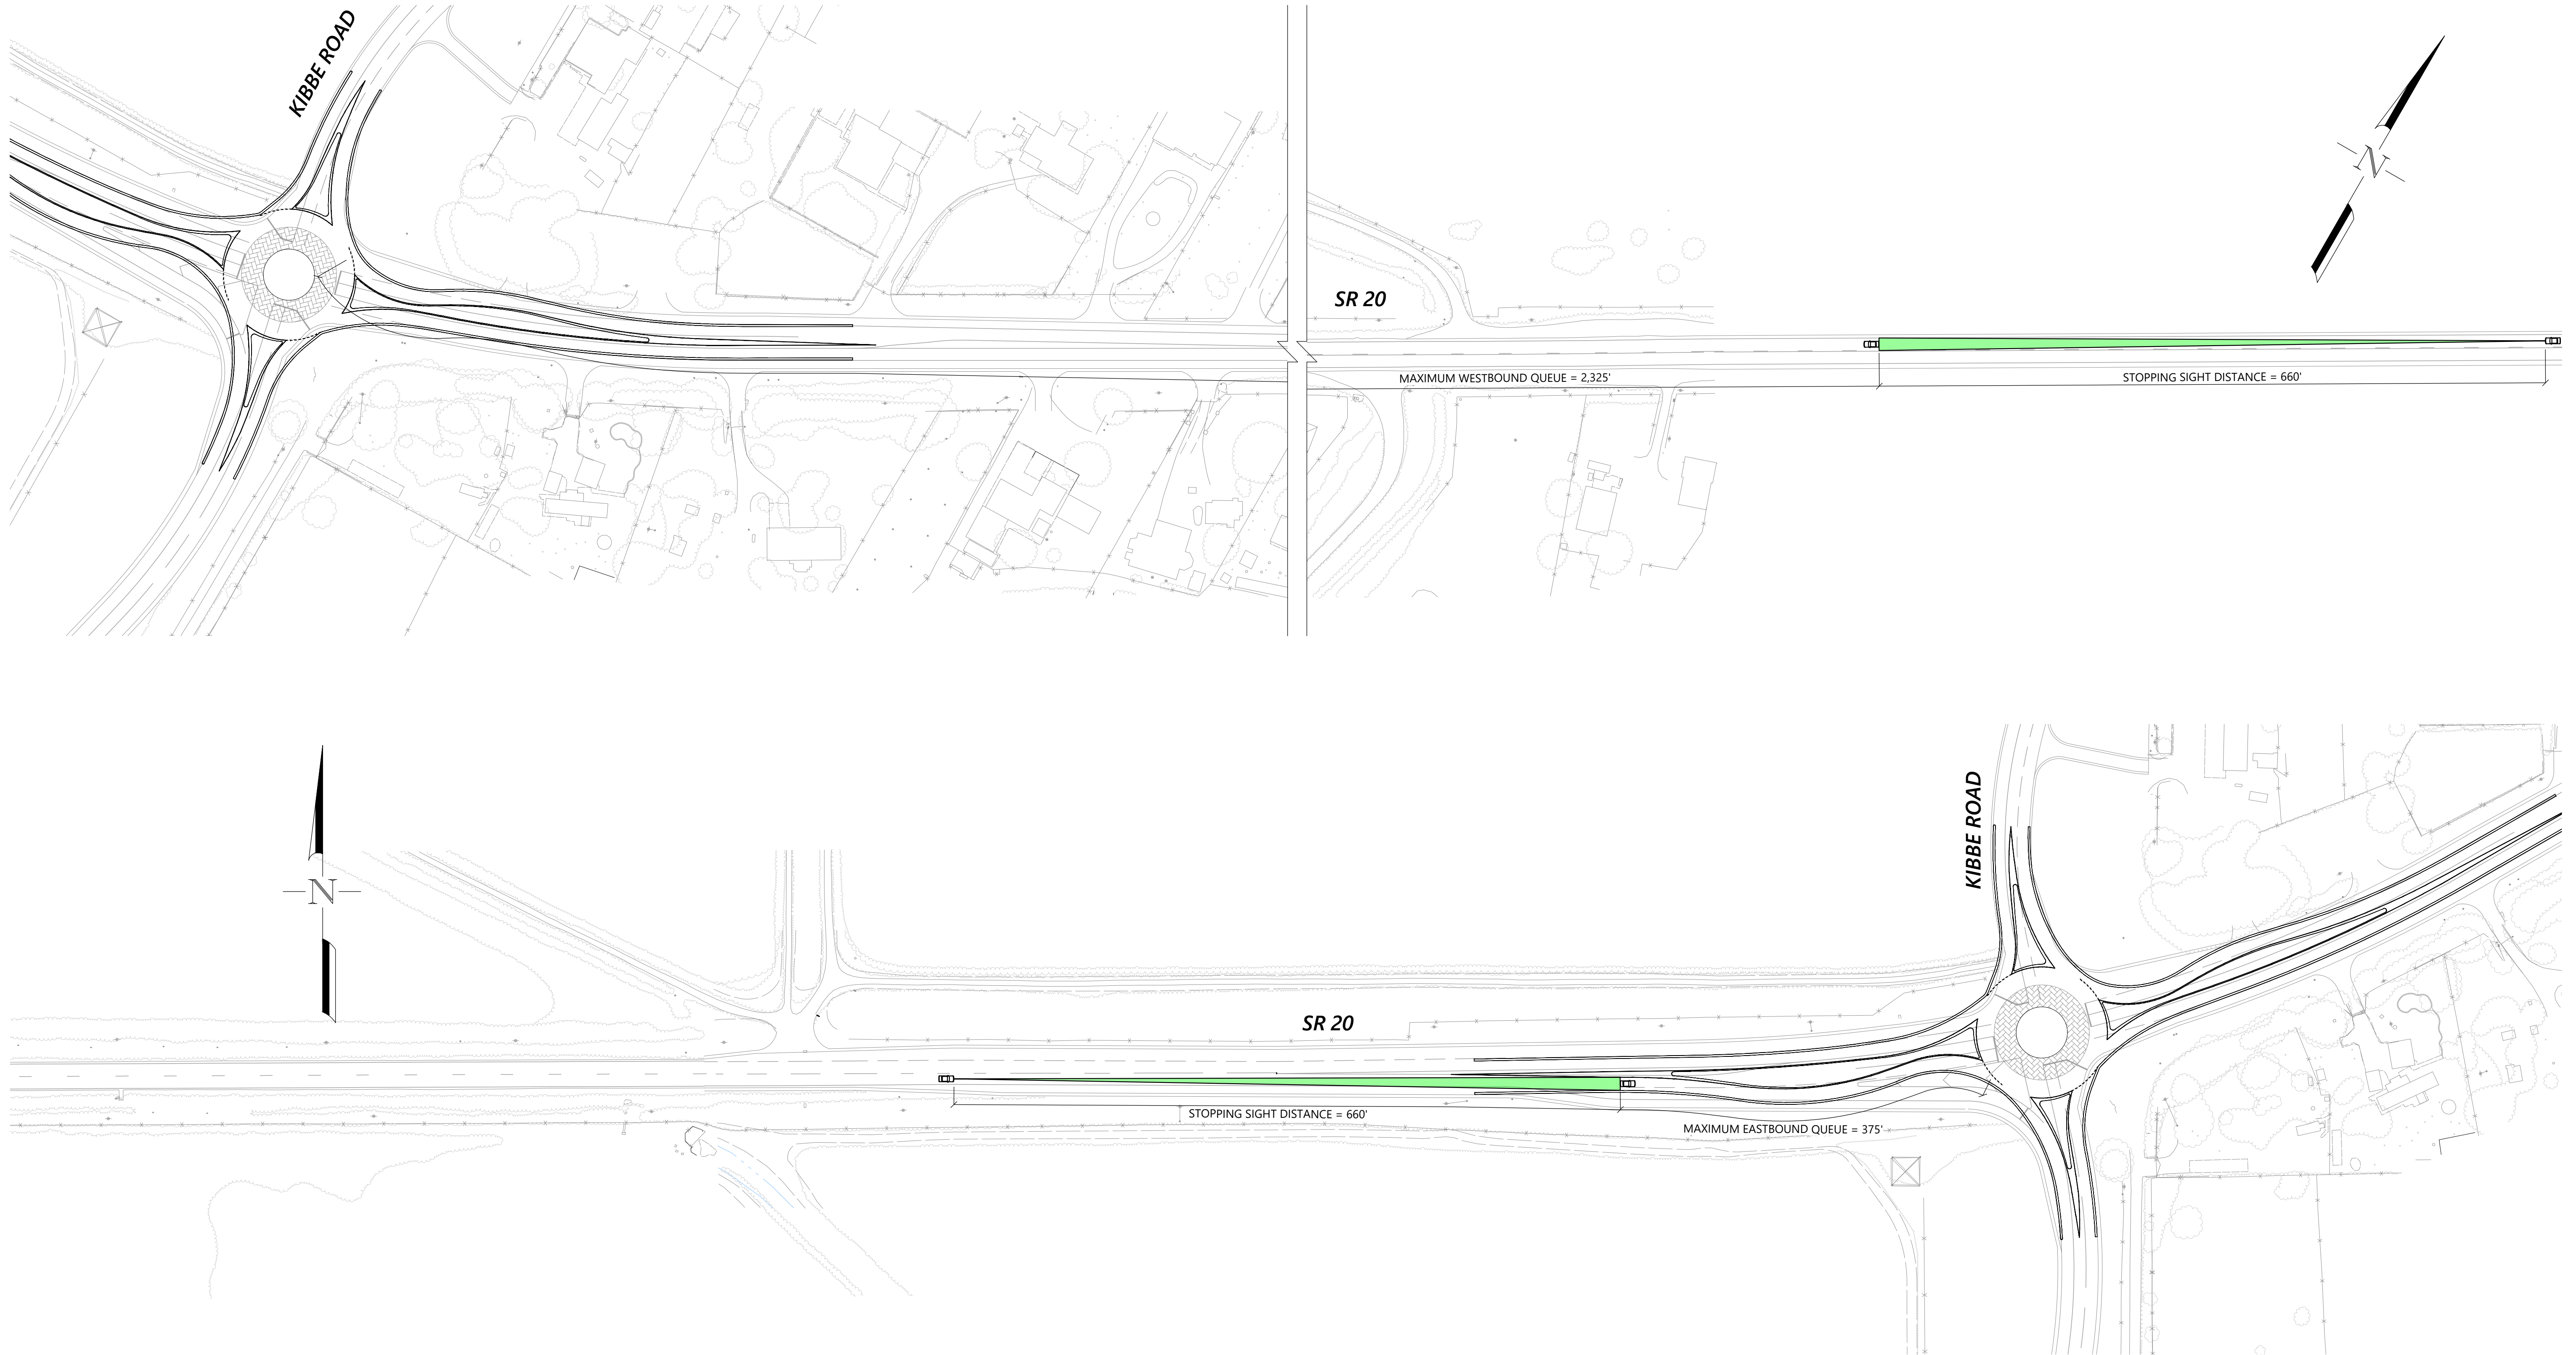 KIBBE ROAD
N
SR 20
MAXIMUM WESTBOUND QUEUE = 2,325'
STOPPING SIGHT DISTANCE = 660'
N
KIBBE ROAD
SR 20
STOPPING SIGHT DISTANCE = 660'
MAXIMUM EASTBOUND QUEUE = 375'